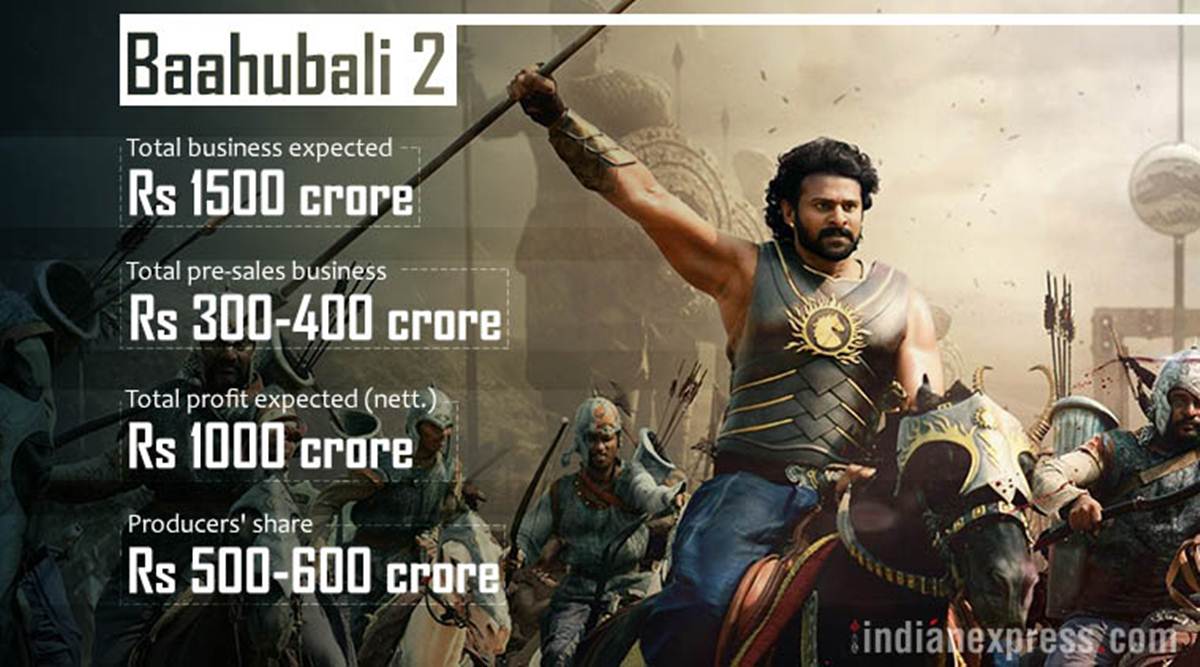 Baahubali 2
Total business expected
Rs 1500 crore
Total pre-sales business
Rs 300-400 crore
Total profit expected (nett.)
Rs 1000 crore
Producers' share
Rs 500-600 crore
indianexpress.com